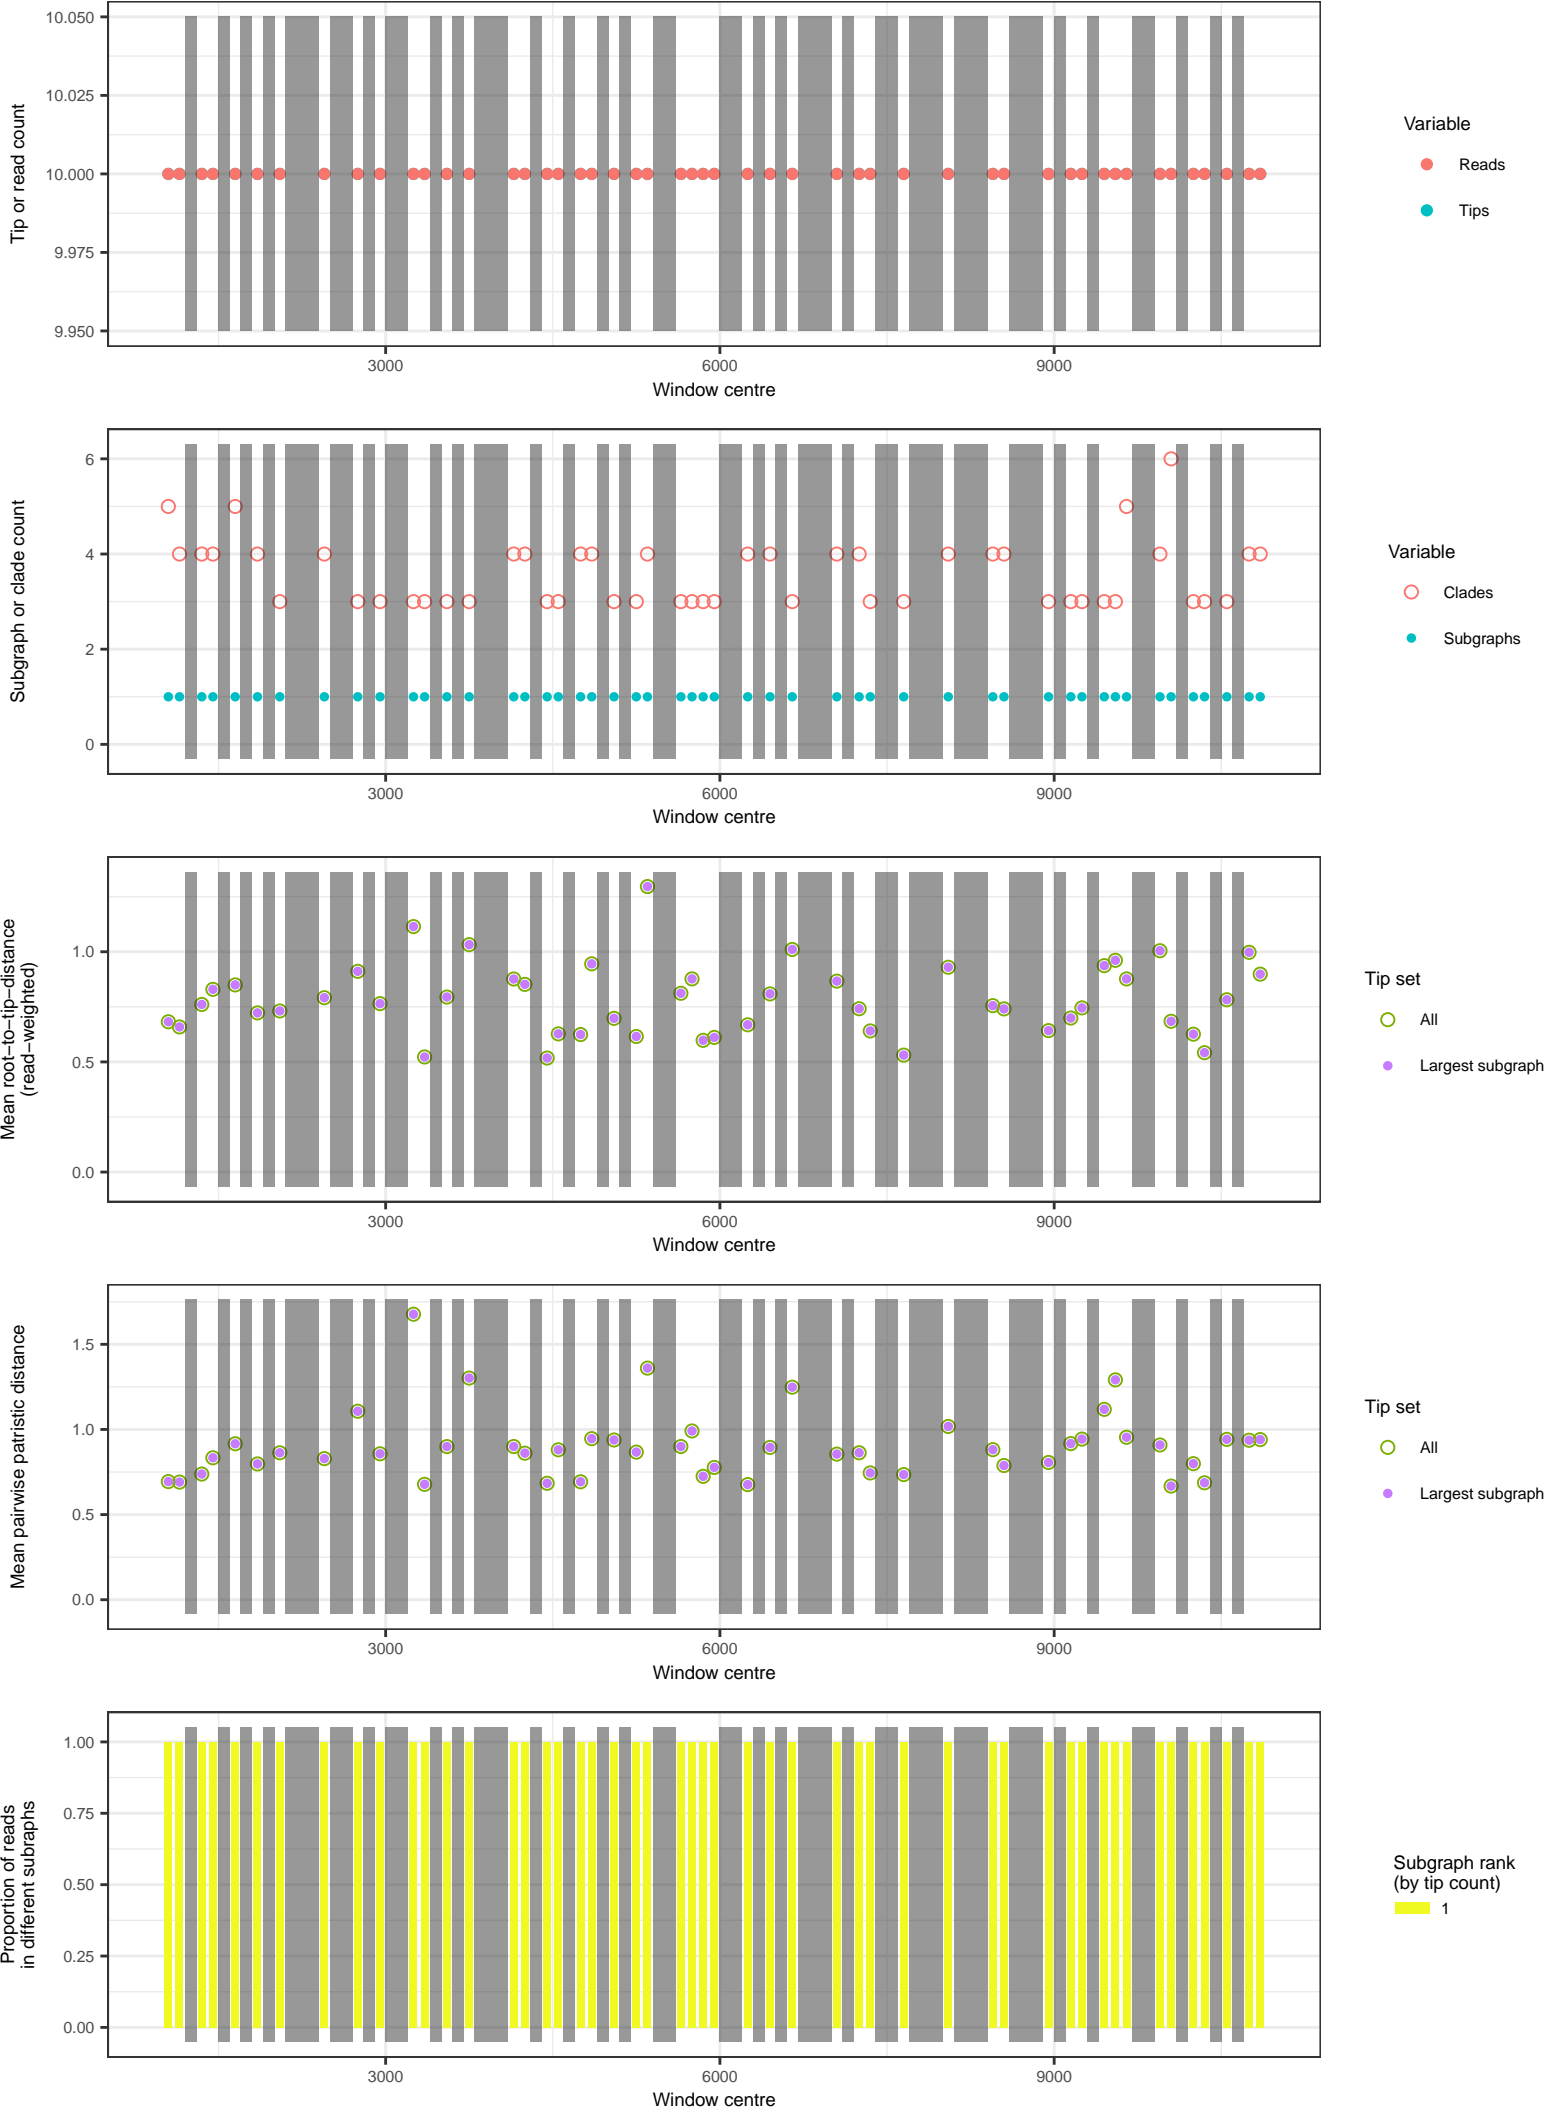 10.050
10.025
10.000
9.975
9.950
Tip or read count
3000 6000 9000
Window centre
Variable
Reads
Tips
6
4
2
0
Subgraph or clade count
3000 6000 9000
Window centre
Variable
Clades
Subgraphs
1.0
0.5
0.0
Mean root−to−tip−distance
(read−weighted)
3000 6000 9000
Window centre
Tip set
All
Largest subgraph
1.5
1.0
0.5
0.0
Mean pairwise patristic distance
3000 6000 9000
Window centre
Tip set
All
Largest subgraph
1.00
0.75
0.50
0.25
0.00
Proportion of reads
in different subraphs
3000 6000 9000
Window centre
Subgraph rank
(by tip count)
1